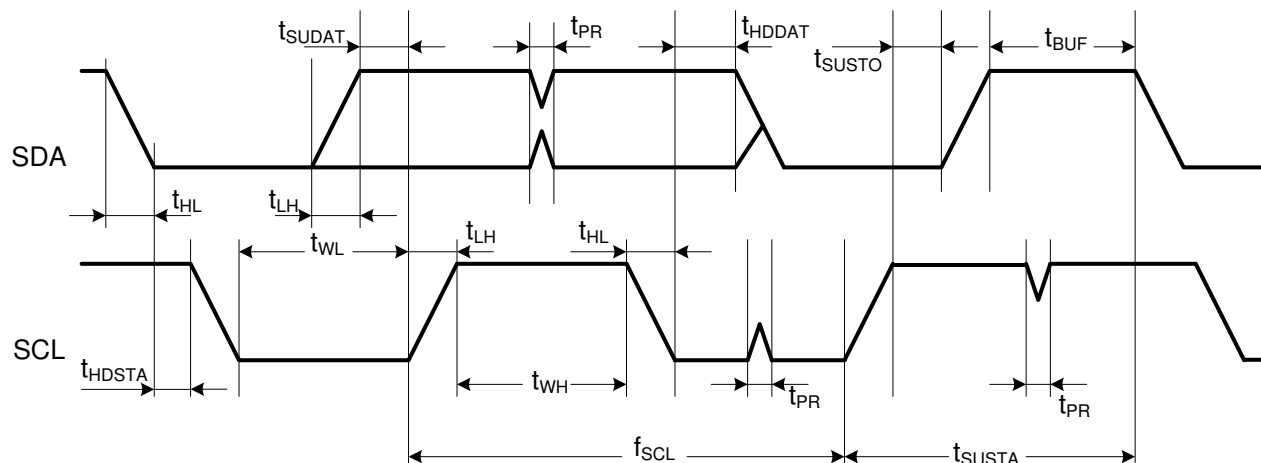 tSUDAT
tPR
tHDDAT
tSUSTO
tBUF
SDA
tHL
tLH
tWL
tLH
tHL
SCL
tHDSTA
tWH
tPR
tPR
fSCL
tSUSTA